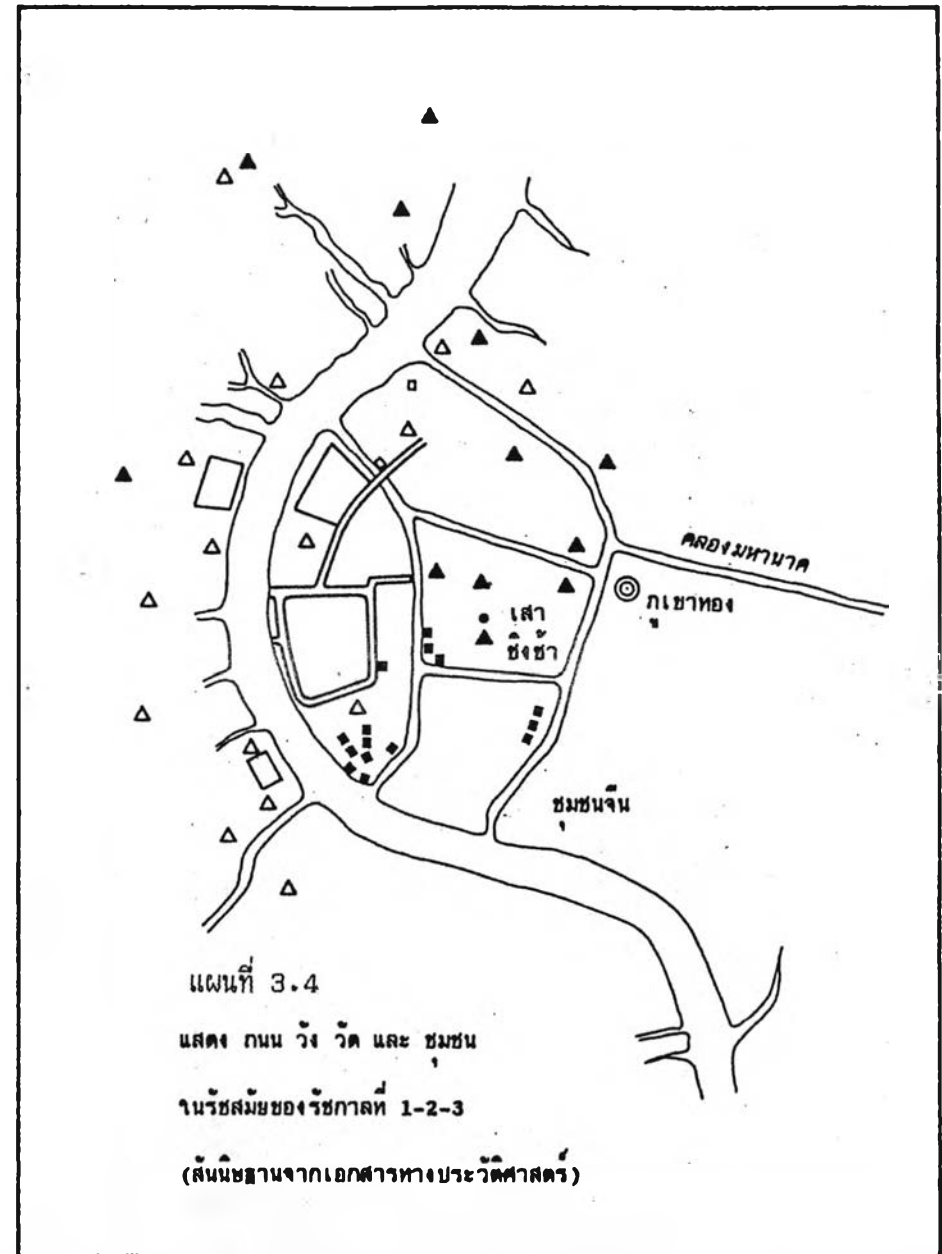 คลองมหานาค
ภูเขาทอง
เสา
ชิงช้า
ชุมชนจีน
แผนที่ 3.4
แสดง ถนน วัง วัด และ ชุมชน
ในรัชสมัยของรัชกาลที่ 1-2-3
(สันนิษฐานจากเอกสารทางประวัติศาสตร์)